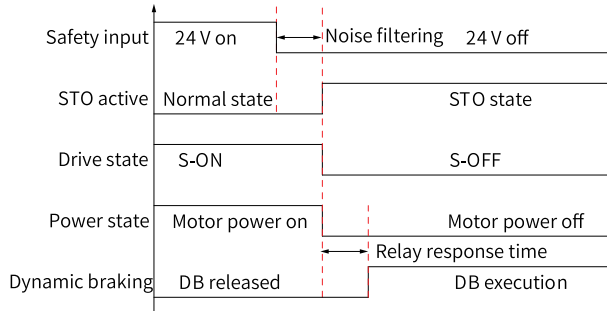 Safety input 24 V on Noise filtering 24 V off
STO active Normal state STO state
Drive state S-ON S-OFF
Power state Motor power on Motor power off
Relay response time
Dynamic braking DB released DB execution